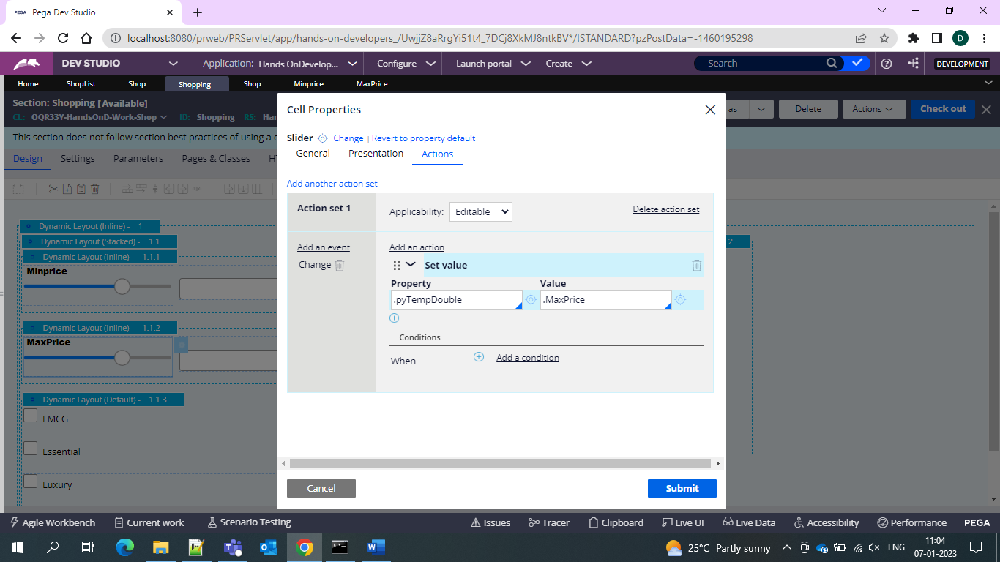 PEGA Pega Dev Studio
localhost:8080/prweb/PRServlet/app/hands-on-developers_/UwjjZ8aRrgYi51t4_7DCj8XkMJ8ntkBV*/!STANDARD?pzPostData=-1460195298
D
DEV STUDIO Application: Hands OnDevelop... Configure Launch portal Create Search DEVELOPMENT
Home ShopList Shop Shopping Shop Minprice MaxPrice
Section: Shopping [Available]
CL: OQR33Y-HandsOnD-Work-Shop ID: Shopping RS: Han
as Delete Actions Check out
This section does not follow section best practices of using a d
Design Settings Parameters Pages & Classes HT
Cell Properties
Slider Change | Revert to property default
General Presentation Actions
Add another action set
Action set 1 Applicability: Editable Delete action set
Add an event Add an action
Change Set value
Property Value
.pyTempDouble .MaxPrice
Conditions
When Add a condition
Cancel Submit
Dynamic Layout (Inline) - 1
Dynamic Layout (Stacked) - 1.1
.2
Dynamic Layout (Inline) - 1.1.1
Minprice
Dynamic Layout (Inline) - 1.1.2
MaxPrice
Dynamic Layout (Default) - 1.1.3
FMCG
Essential
Luxury
Agile Workbench Current work Scenario Testing Issues Tracer Clipboard Live UI Live Data Accessibility Performance PEGA
25°C Partly sunny ENG 11:04
07-01-2023